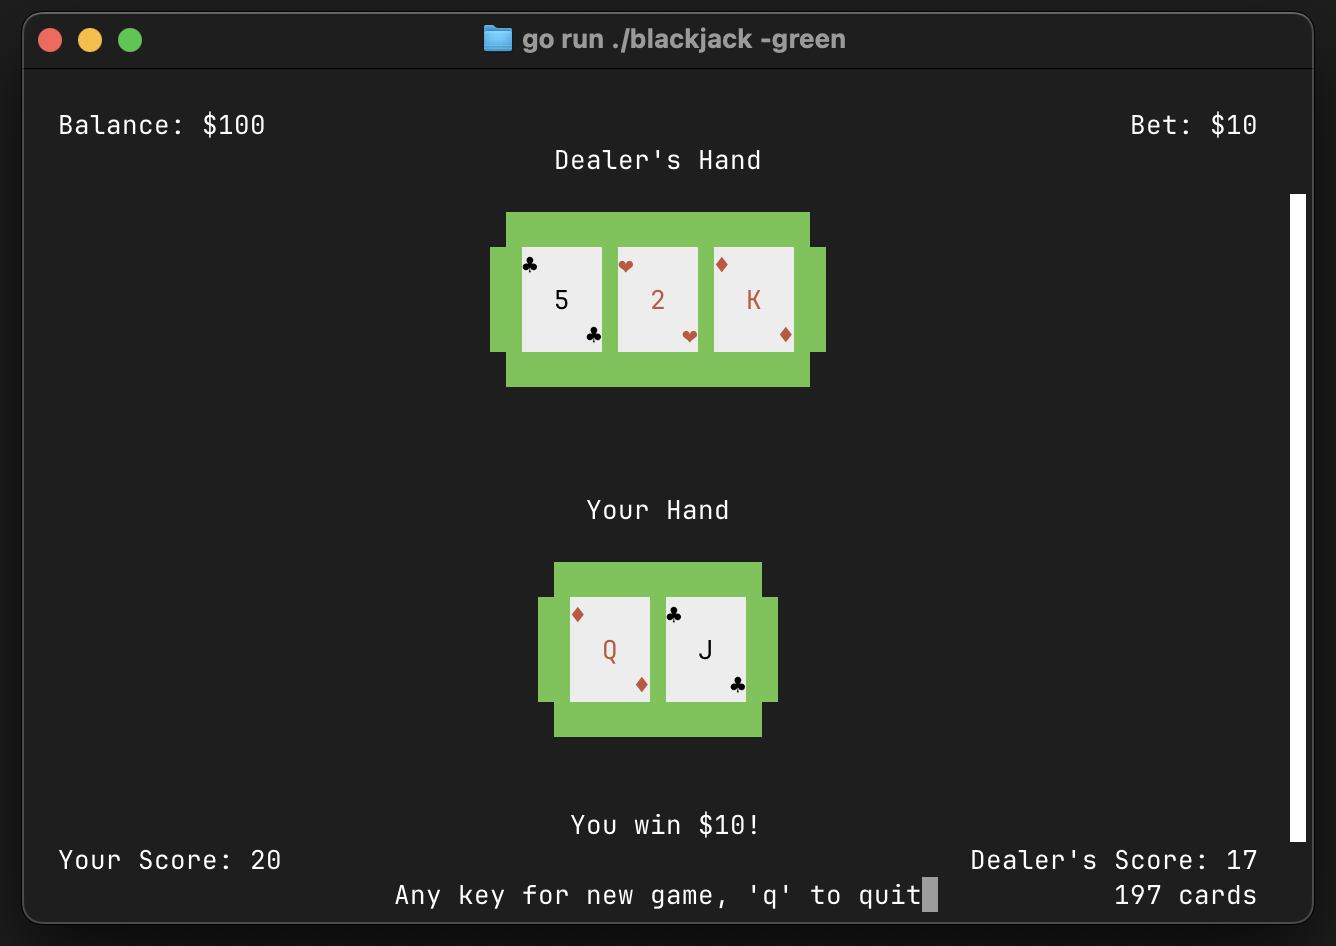 go run ./blackjack -green
Balance: $100 Bet: $10
Dealer's Hand
♣ ♥ ♦
5 2 K
♣ ♥ ♦
Your Hand
♦ ♣
Q J
♦ ♣
You win $10!
Your Score: 20 Dealer's Score: 17
Any key for new game, 'q' to quit 197 cards